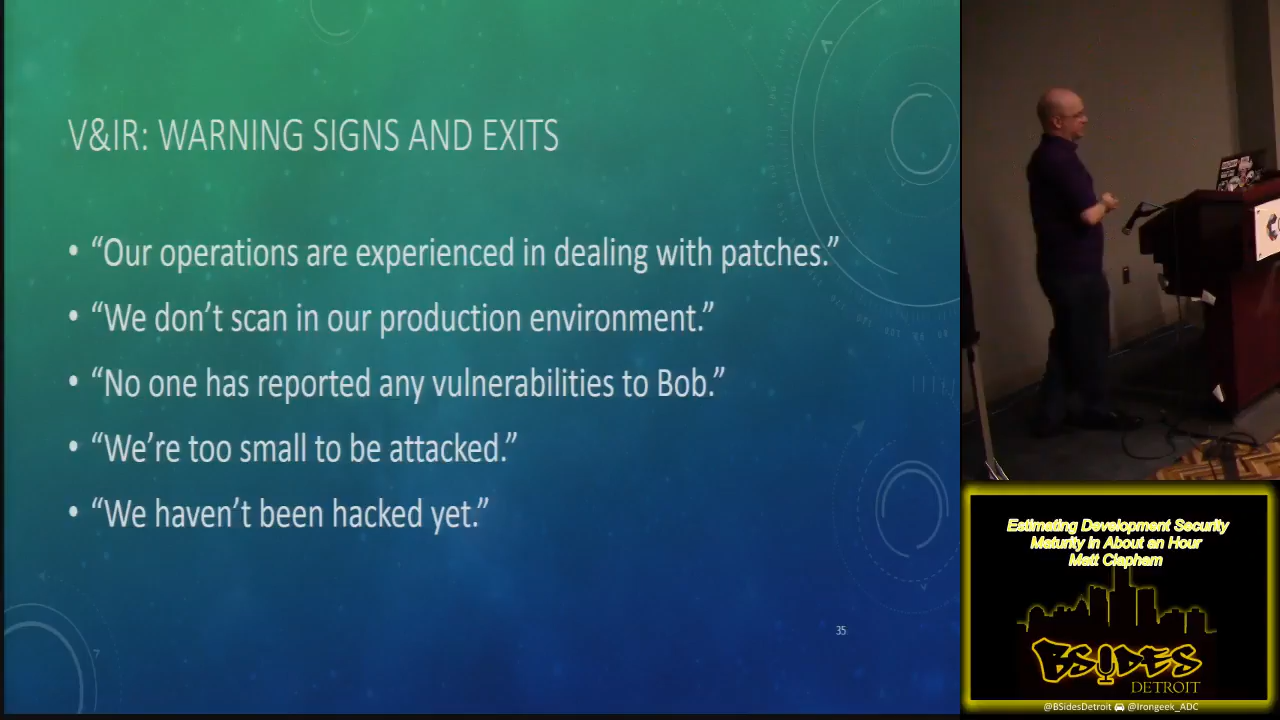 V&IR: WARNING SIGNS AND EXITS
• “Our operations are experienced in dealing with patches.”
• “We don’t scan in our production environment.”
• “No one has reported any vulnerabilities to Bob.”
• “We’re too small to be attacked.”
• “We haven’t been hacked yet.”
35
Estimating Development Security
Maturity in About an Hour
Matt Clapham
BSIDES
DETROIT
@BSidesDetroit @Irongeek_ADC